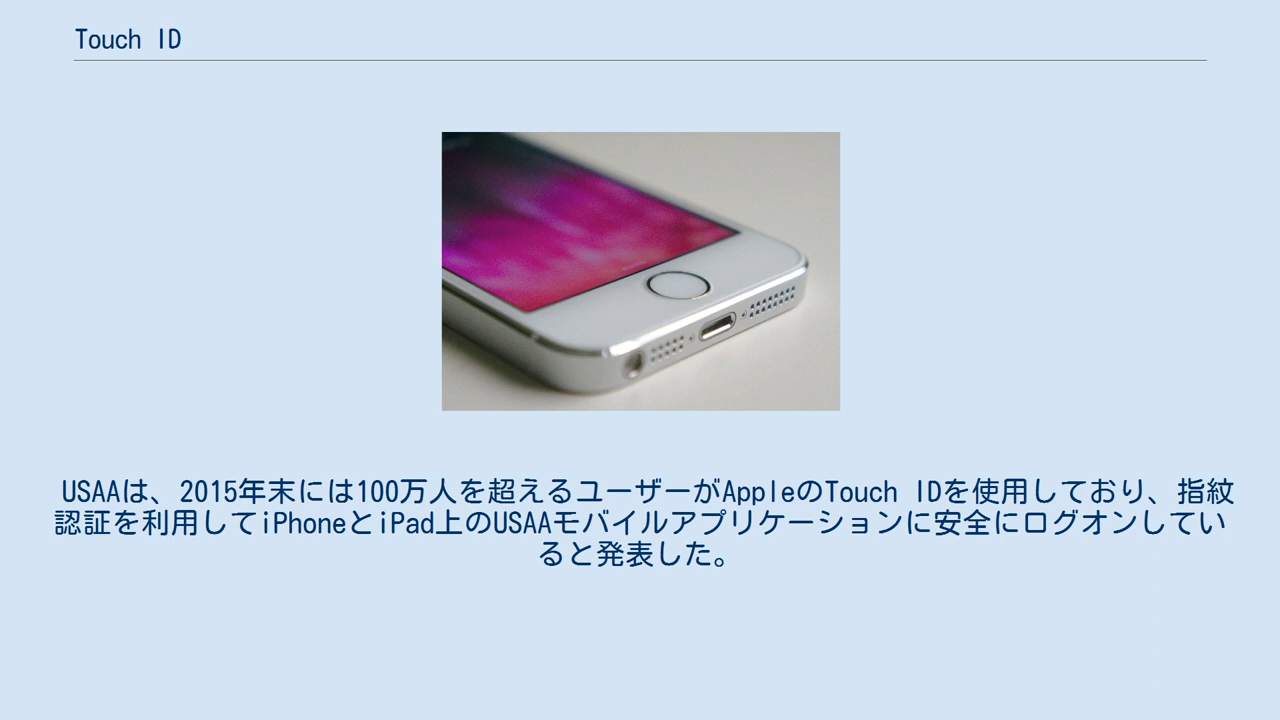 Touch ID
USAAは、2015年末には100万人を超えるユーザーがAppleのTouch IDを使用しており、指紋
認証を利用してiPhoneとiPad上のUSAAモバイルアプリケーションに安全にログオンしてい
ると発表した。